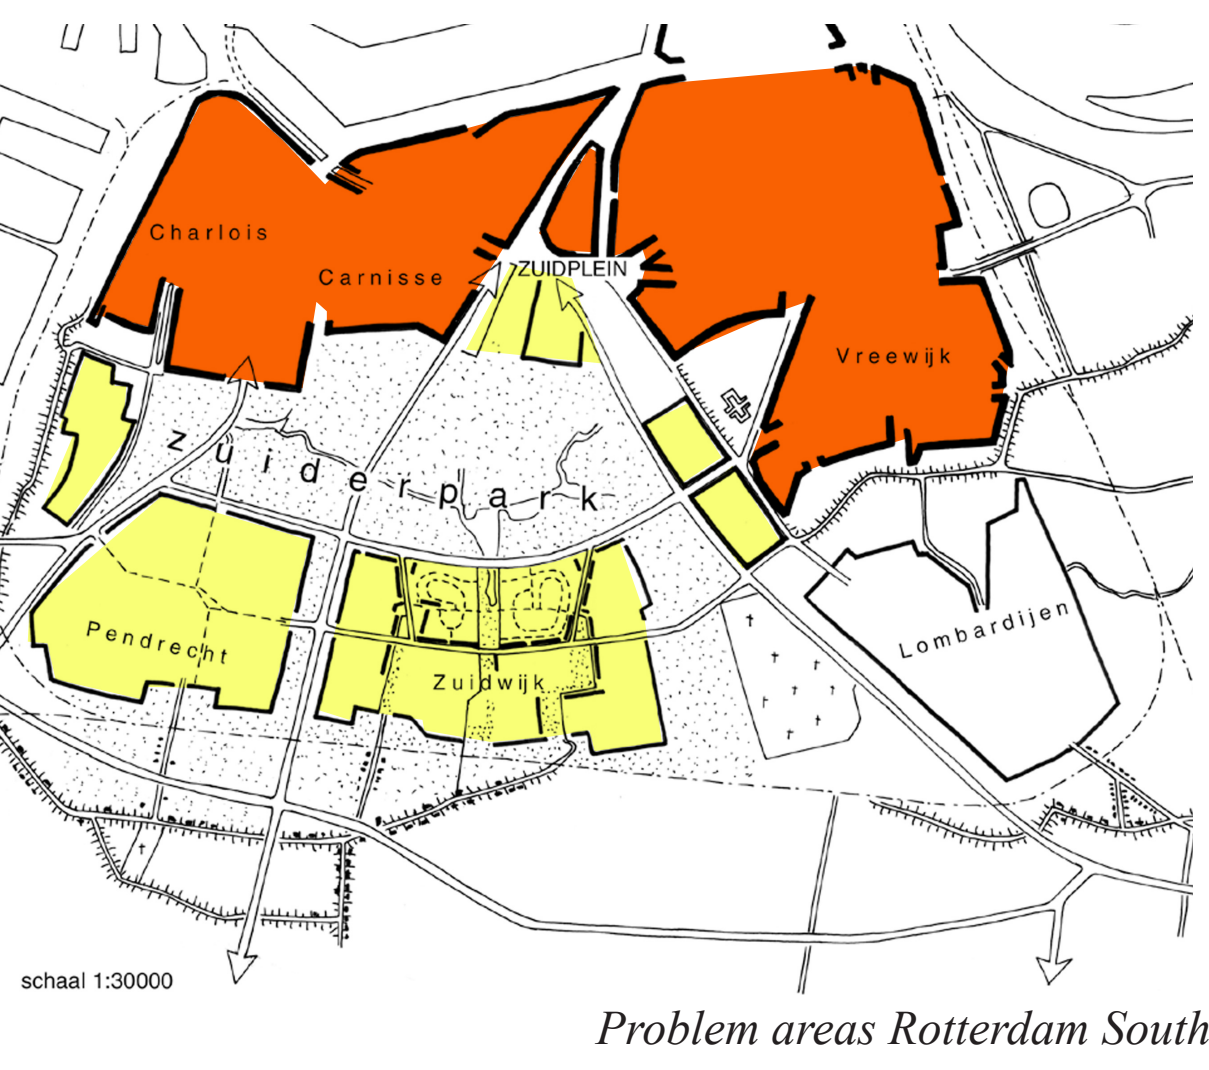 Charlois
Carnisse
ZUIDPLEIN
Vreewijk
Zuiderpark
Pendrecht
Zuidwijk
Lombardijen
schaal 1:30000
Problem areas Rotterdam South